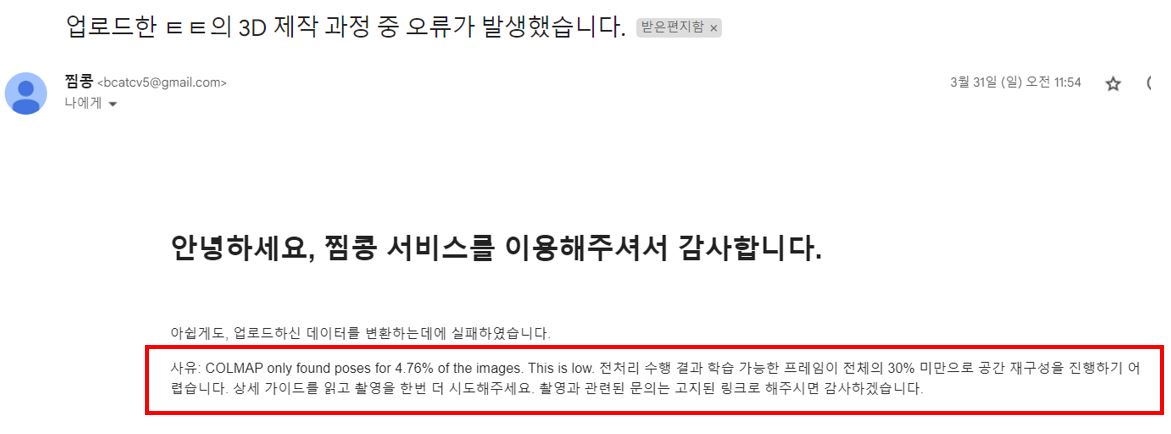 업로드한 ㅌㅌ의 3D 제작 과정 중 오류가 발생했습니다. 받은편지함 ×
찜콩 <bcatcv5@gmail.com> 3월 31일 (일) 오전 11:54
나에게
안녕하세요, 찜콩 서비스를 이용해주셔서 감사합니다.
아쉽게도, 업로드하신 데이터를 변환하는데에 실패하였습니다.
사유: COLMAP only found poses for 4.76% of the images. This is low. 전처리 수행 결과 학습 가능한 프레임이 전체의 30% 미만으로 공간 재구성을 진행하기 어
렵습니다. 상세 가이드를 읽고 촬영을 한번 더 시도해주세요. 촬영과 관련된 문의는 고지된 링크로 해주시면 감사하겠습니다.